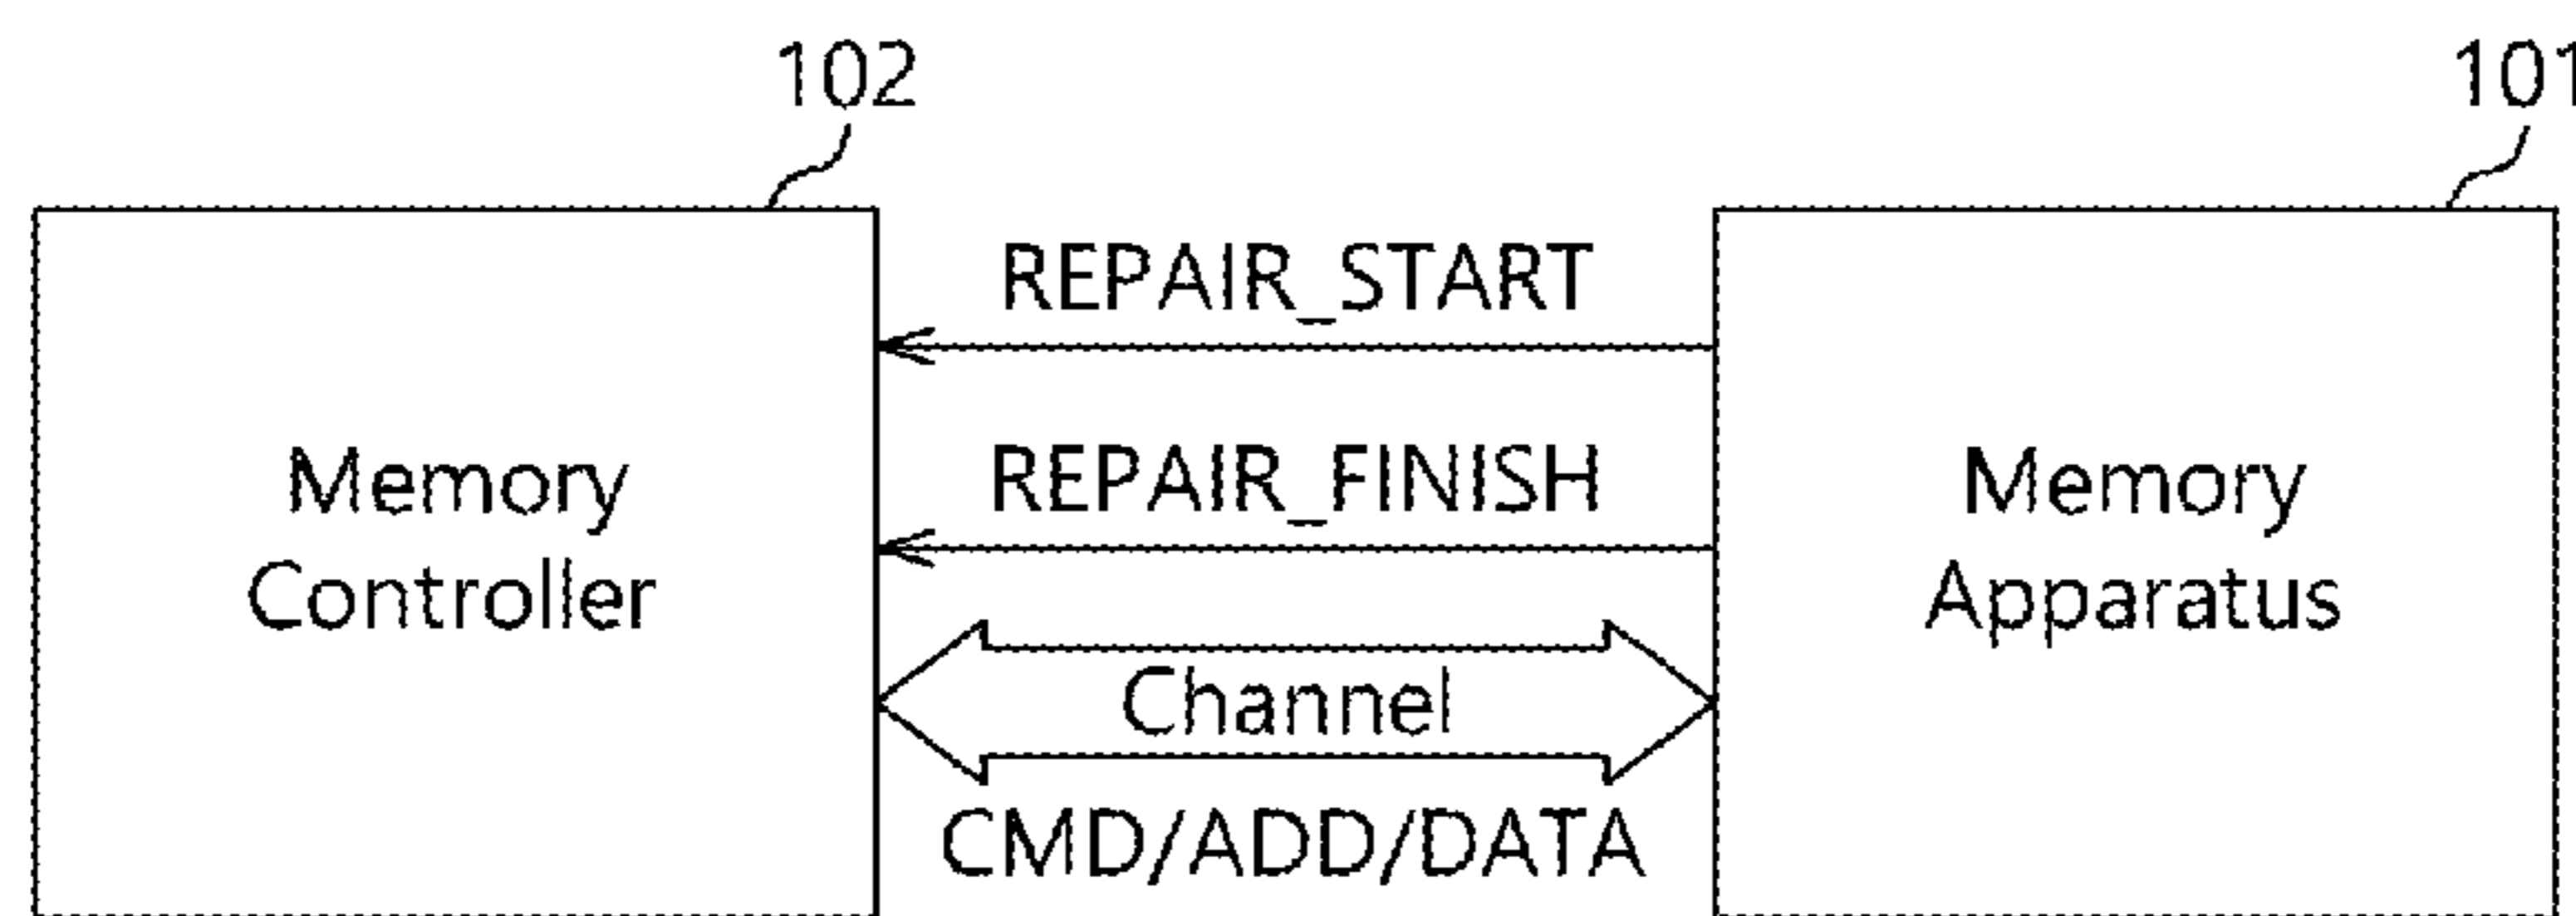 102
101
REPAIR_START
REPAIR_FINISH
Memory
Controller
Memory
Apparatus
Channel
CMD/ADD/DATA